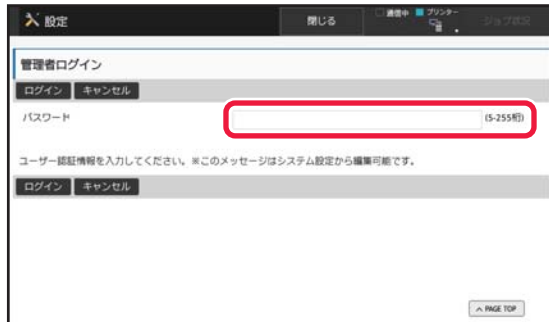 設定
閉じる
通信中 プリンター
ジョブ状況
管理者ログイン
ログイン キャンセル
パスワード (5-255桁)
ユーザー認証情報を入力してください。※このメッセージはシステム設定から編集可能です。
ログイン キャンセル
PAGE TOP